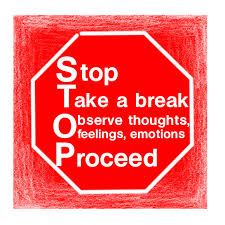 Stop
Take a break
Observe thoughts,
feelings, emotions
Proceed